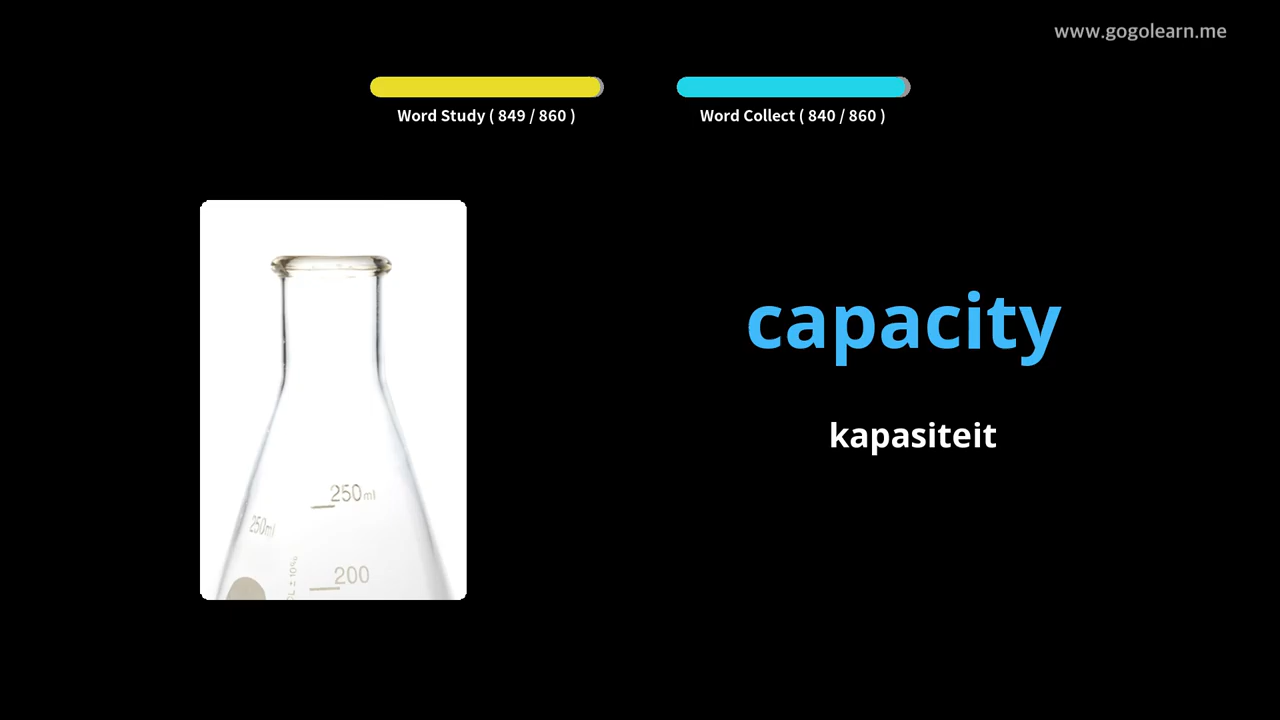 www.gogolearn.me
Word Study ( 849 / 860 )
Word Collect ( 840 / 860 )
capacity
kapasiteit
250ml
250ml
200